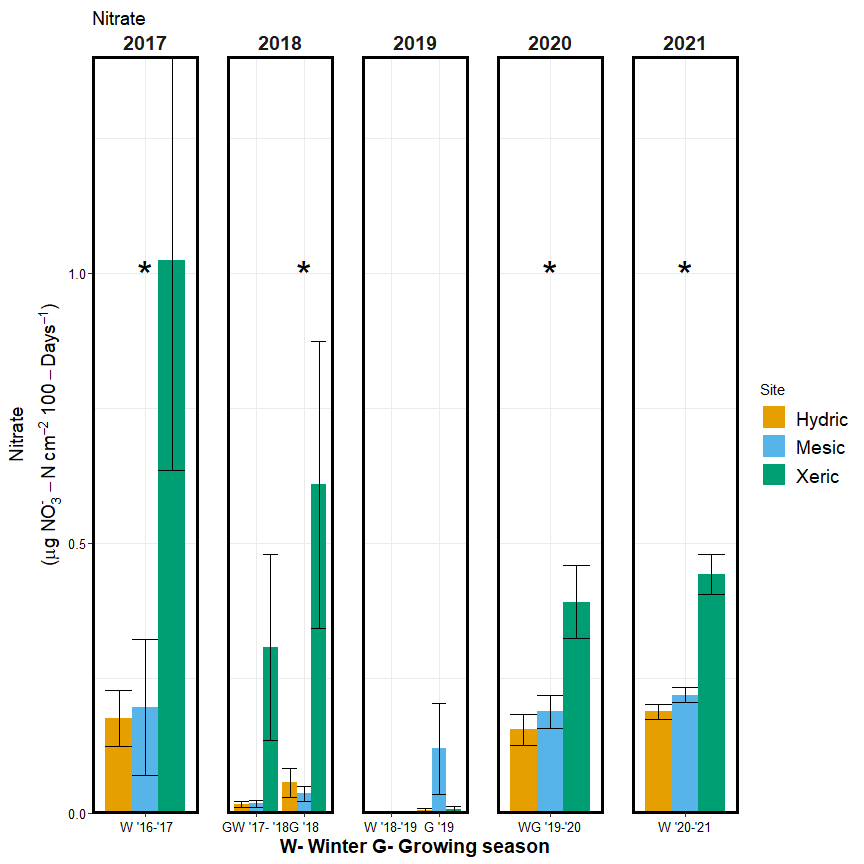 Nitrate
2017 2018 2019 2020 2021
* * * *
1.0
0.5
0.0
Nitrate
(µg NO₃⁻ – N cm⁻² 100 – Days⁻¹)
Site
Hydric
Mesic
Xeric
W '16-'17 GW '17- '18G '18 W '18-'19 G '19 WG '19-'20 W '20-'21
W- Winter G- Growing season